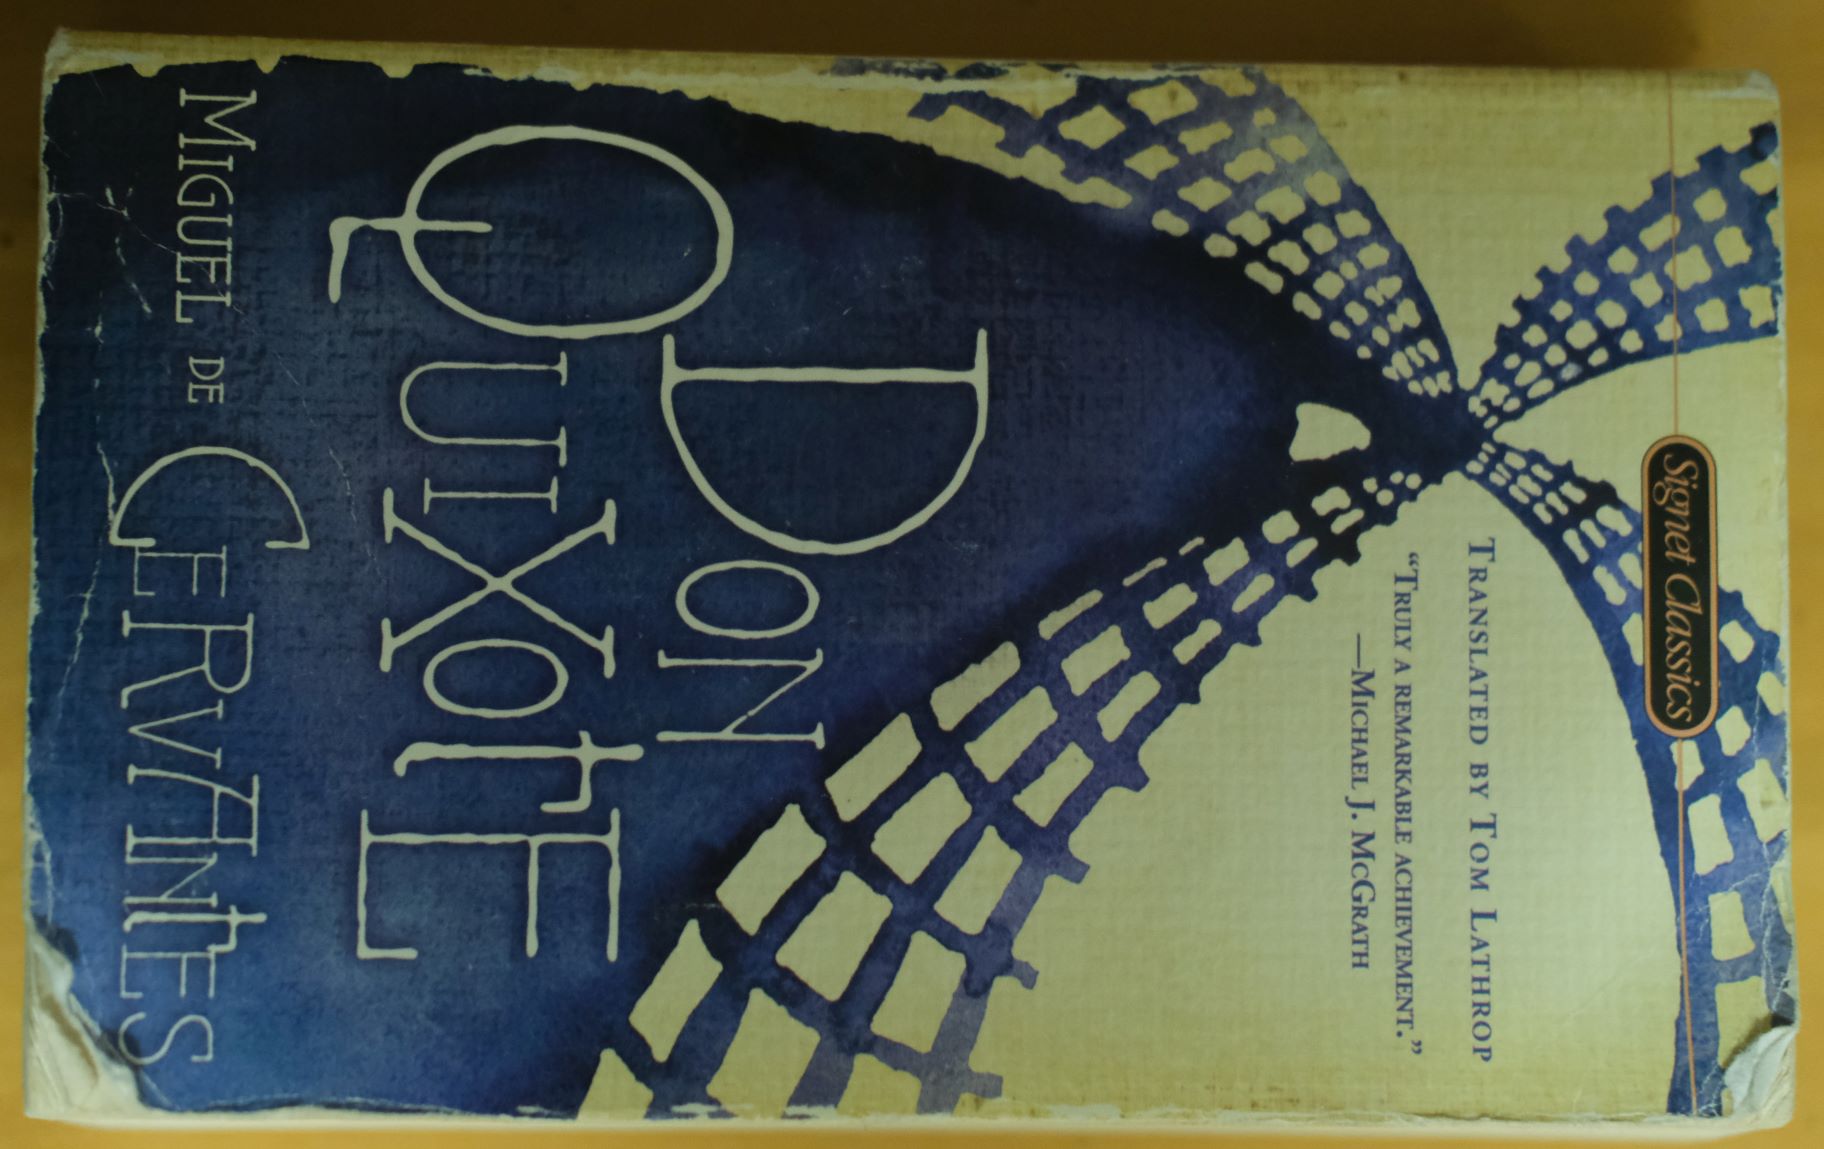 Signet Classics
TRANSLATED BY TOM LATHROP
“TRULY A REMARKABLE ACHIEVEMENT.”
—MICHAEL J. MCGRATH
DON
QUIXOTE
MIGUEL DE CERVANTES